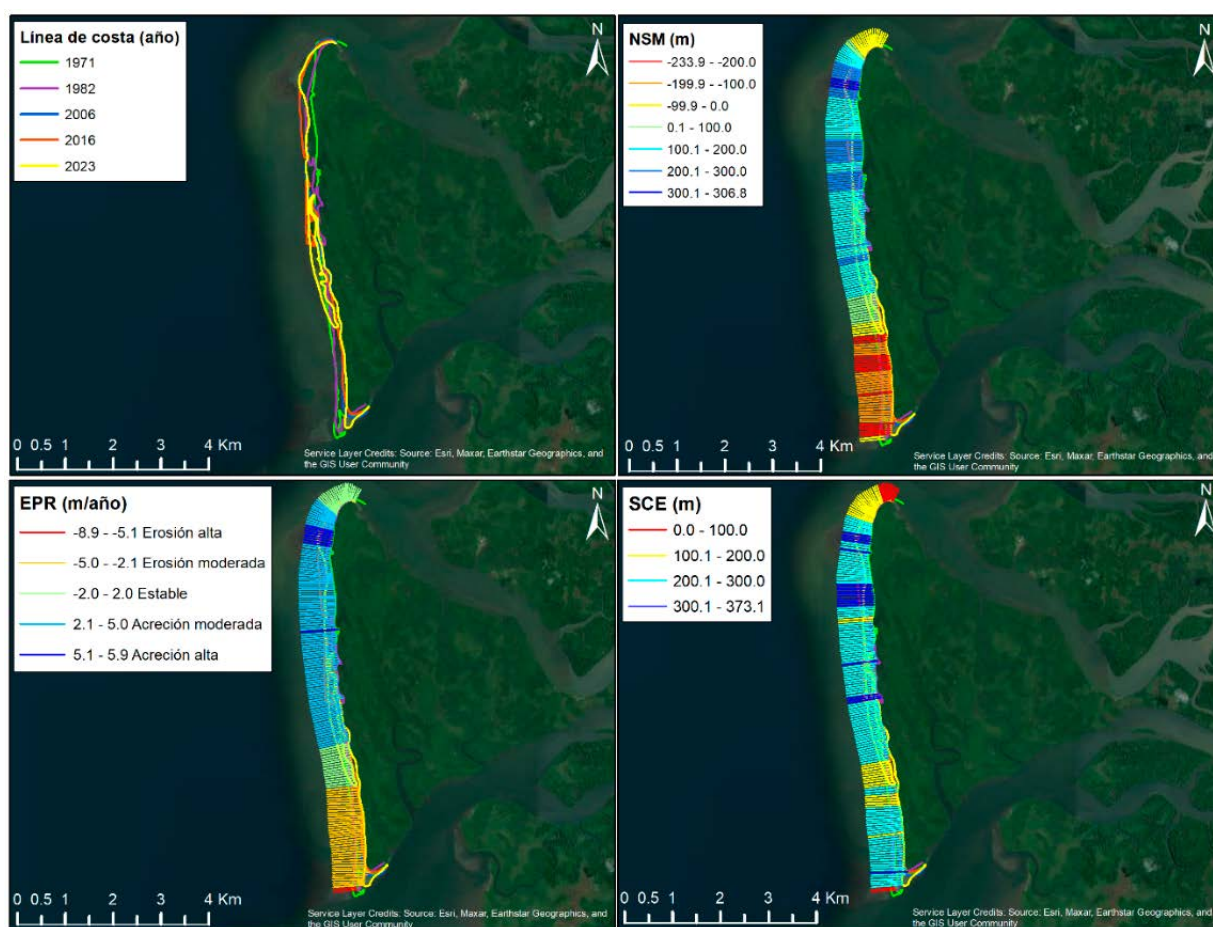 Línea de costa (año)
1971
1982
2006
2016
2023
N
0 0.5 1 2 3 4 Km
Service Layer Credits: Source: Esri, Maxar, Earthstar Geographics, and
the GIS User Community
NSM (m)
-233.9 - -200.0
-199.9 - -100.0
-99.9 - 0.0
0.1 - 100.0
100.1 - 200.0
200.1 - 300.0
300.1 - 306.8
N
0 0.5 1 2 3 4 Km
Service Layer Credits: Source: Esri, Maxar, Earthstar Geographics, and
the GIS User Community
EPR (m/año)
-8.9 - -5.1 Erosión alta
-5.0 - -2.1 Erosión moderada
-2.0 - 2.0 Estable
2.1 - 5.0 Acreción moderada
5.1 - 5.9 Acreción alta
N
0 0.5 1 2 3 4 Km
Service Layer Credits: Source: Esri, Maxar, Earthstar Geographics, and
the GIS User Community
SCE (m)
0.0 - 100.0
100.1 - 200.0
200.1 - 300.0
300.1 - 373.1
N
0 0.5 1 2 3 4 Km
Service Layer Credits: Source: Esri, Maxar, Earthstar Geographics, and
the GIS User Community